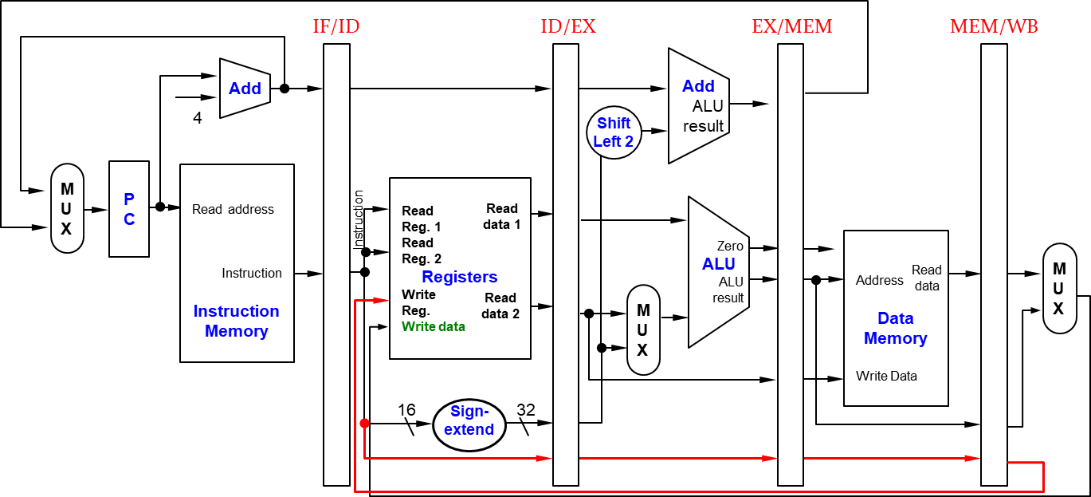 IF/ID
ID/EX
EX/MEM
MEM/WB
Add
4
Add
ALU
result
Shift
Left 2
M
U
X
P
C
Read address
Instruction
Instruction
Memory
Instruction
Read
Reg. 1
Read
Reg. 2
Registers
Write
Reg.
Write data
Read
data 1
Read
data 2
16
Sign-
extend
32
M
U
X
Zero
ALU
ALU
result
Address
Read
data
Data
Memory
Write Data
M
U
X